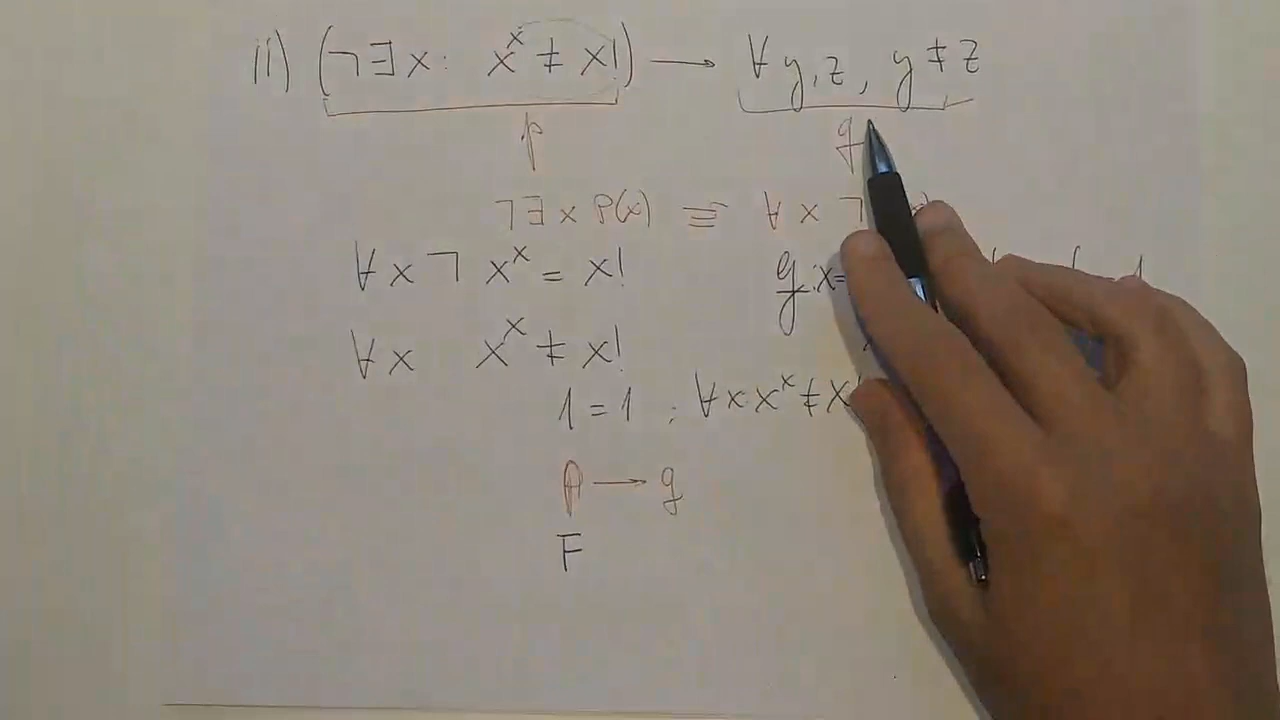 ii) (¬∃x: x^x ≠ x!) → ∀y,z, y≠z
p q
¬∃x P(x) ≡ ∀x ¬
∀x ¬ x^x = x!
∀x x^x ≠ x!
1=1 ; ∀x: x^x ≠ x!
p → q
F